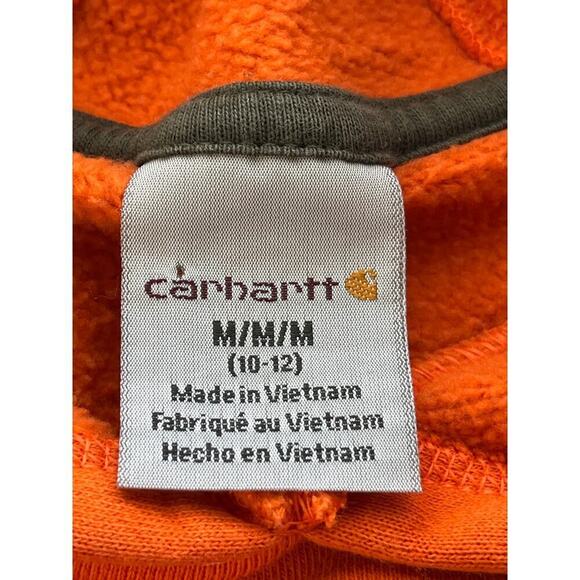 carhartt
M/M/M
(10-12)
Made in Vietnam
Fabriqué au Vietnam
Hecho en Vietnam